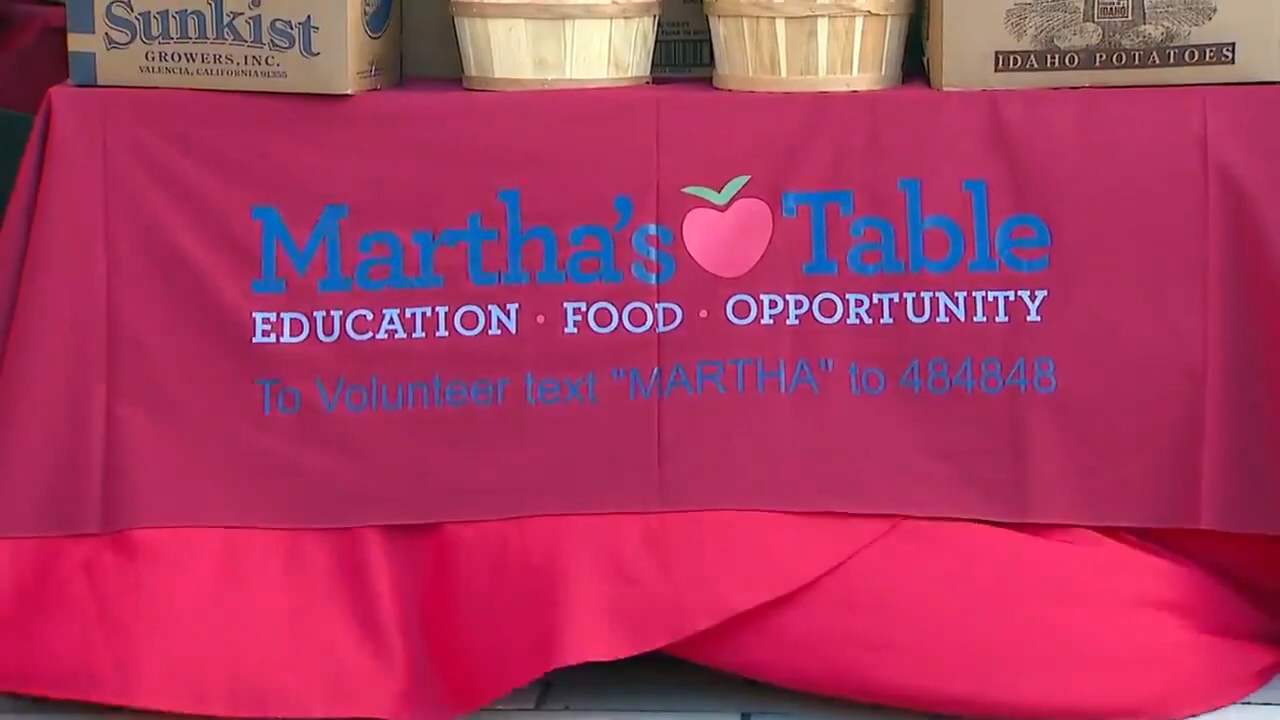 Sunkist
GROWERS, INC.
VALENCIA, CALIFORNIA 91355
IDAHO
IDAHO POTATOES
Martha's Table
EDUCATION · FOOD · OPPORTUNITY
To Volunteer text "MARTHA" to 484848